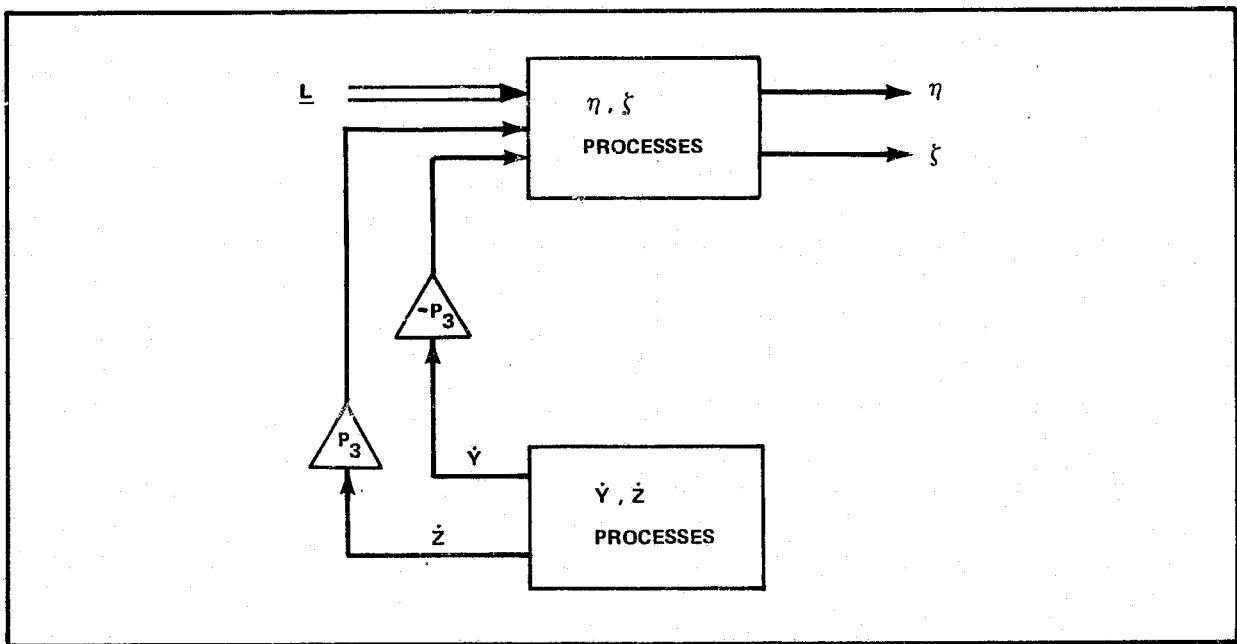 L
η, ζ
PROCESSES
η
ζ
-P3
P3
Ẏ
Ż
Ẏ, Ż
PROCESSES